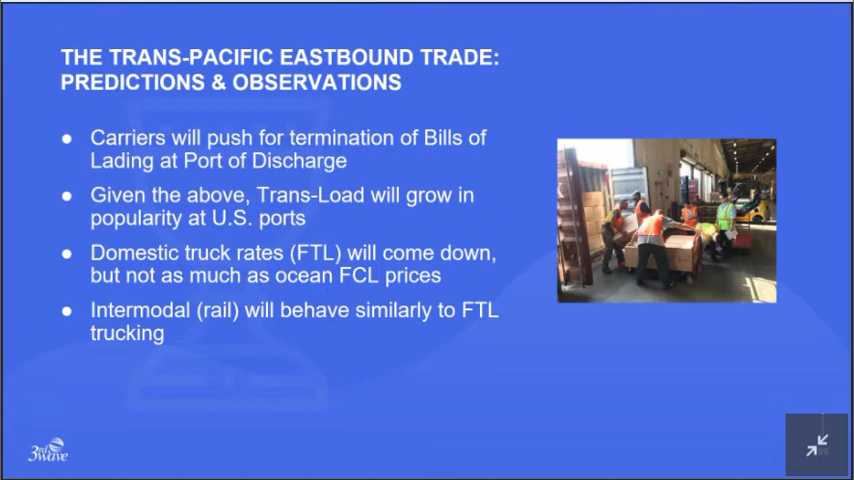 THE TRANS-PACIFIC EASTBOUND TRADE:
PREDICTIONS & OBSERVATIONS
● Carriers will push for termination of Bills of
Lading at Port of Discharge
● Given the above, Trans-Load will grow in
popularity at U.S. ports
● Domestic truck rates (FTL) will come down,
but not as much as ocean FCL prices
● Intermodal (rail) will behave similarly to FTL
trucking
3rd wave